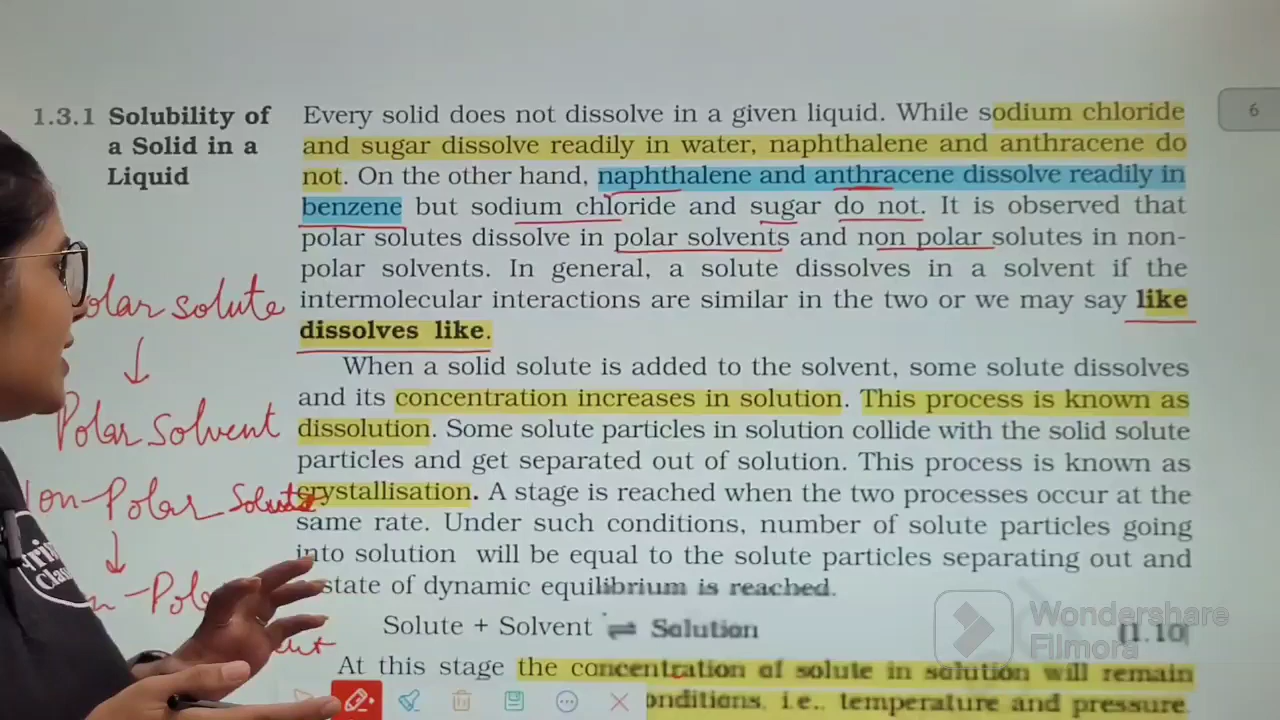 1.3.1 Solubility of
a Solid in a
Liquid
6
Every solid does not dissolve in a given liquid. While sodium chloride
and sugar dissolve readily in water, naphthalene and anthracene do
not. On the other hand, naphthalene and anthracene dissolve readily in
benzene but sodium chloride and sugar do not. It is observed that
polar solutes dissolve in polar solvents and non polar solutes in non-
polar solvents. In general, a solute dissolves in a solvent if the
intermolecular interactions are similar in the two or we may say like
dissolves like.
When a solid solute is added to the solvent, some solute dissolves
and its concentration increases in solution. This process is known as
dissolution. Some solute particles in solution collide with the solid solute
particles and get separated out of solution. This process is known as
crystallisation. A stage is reached when the two processes occur at the
same rate. Under such conditions, number of solute particles going
into solution will be equal to the solute particles separating out and
state of dynamic equilibrium is reached.
Solute + Solvent ⇌ Solution
[1.10]
At this stage the concentration of solute in solution will remain
onditions, i.e., temperature and pressure.
olar Solute
↓
Polar Solvent
on-Polar Solute
↓
n-Pola
Wondershare
Filmora